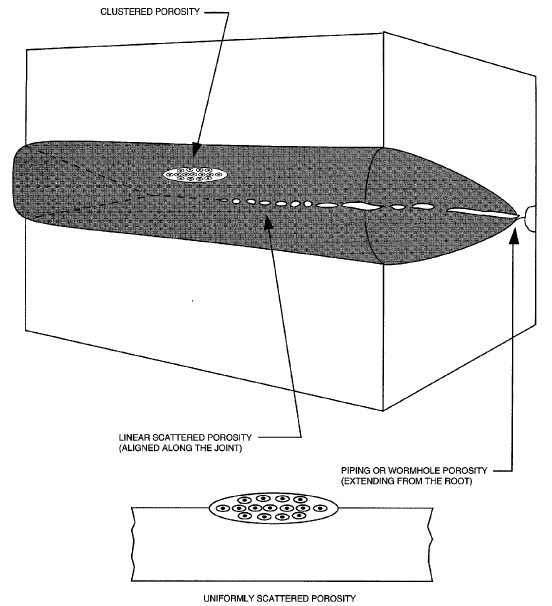 CLUSTERED POROSITY
LINEAR SCATTERED POROSITY
(ALIGNED ALONG THE JOINT)
PIPING OR WORMHOLE POROSITY
(EXTENDING FROM THE ROOT)
UNIFORMLY SCATTERED POROSITY